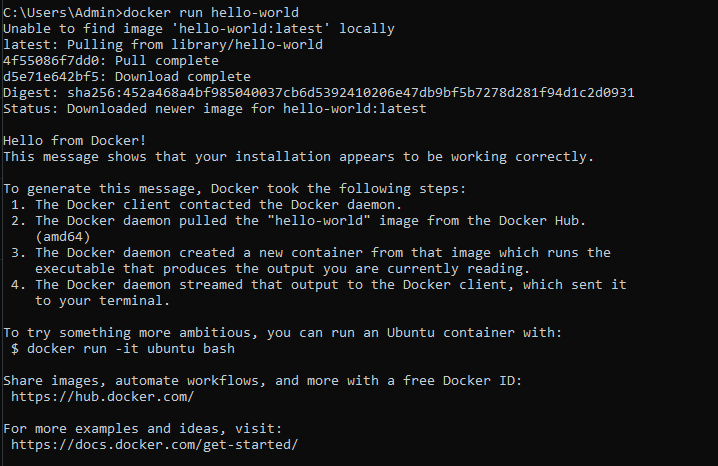 C:\Users\Admin>docker run hello-world
Unable to find image 'hello-world:latest' locally
latest: Pulling from library/hello-world
4f55086f7dd0: Pull complete
d5e71e642bf5: Download complete
Digest: sha256:452a468a4bf985040037cb6d5392410206e47db9bf5b7278d281f94d1c2d0931
Status: Downloaded newer image for hello-world:latest

Hello from Docker!
This message shows that your installation appears to be working correctly.

To generate this message, Docker took the following steps:
 1. The Docker client contacted the Docker daemon.
 2. The Docker daemon pulled the "hello-world" image from the Docker Hub.
    (amd64)
 3. The Docker daemon created a new container from that image which runs the
    executable that produces the output you are currently reading.
 4. The Docker daemon streamed that output to the Docker client, which sent it
    to your terminal.

To try something more ambitious, you can run an Ubuntu container with:
 $ docker run -it ubuntu bash

Share images, automate workflows, and more with a free Docker ID:
 https://hub.docker.com/

For more examples and ideas, visit:
 https://docs.docker.com/get-started/